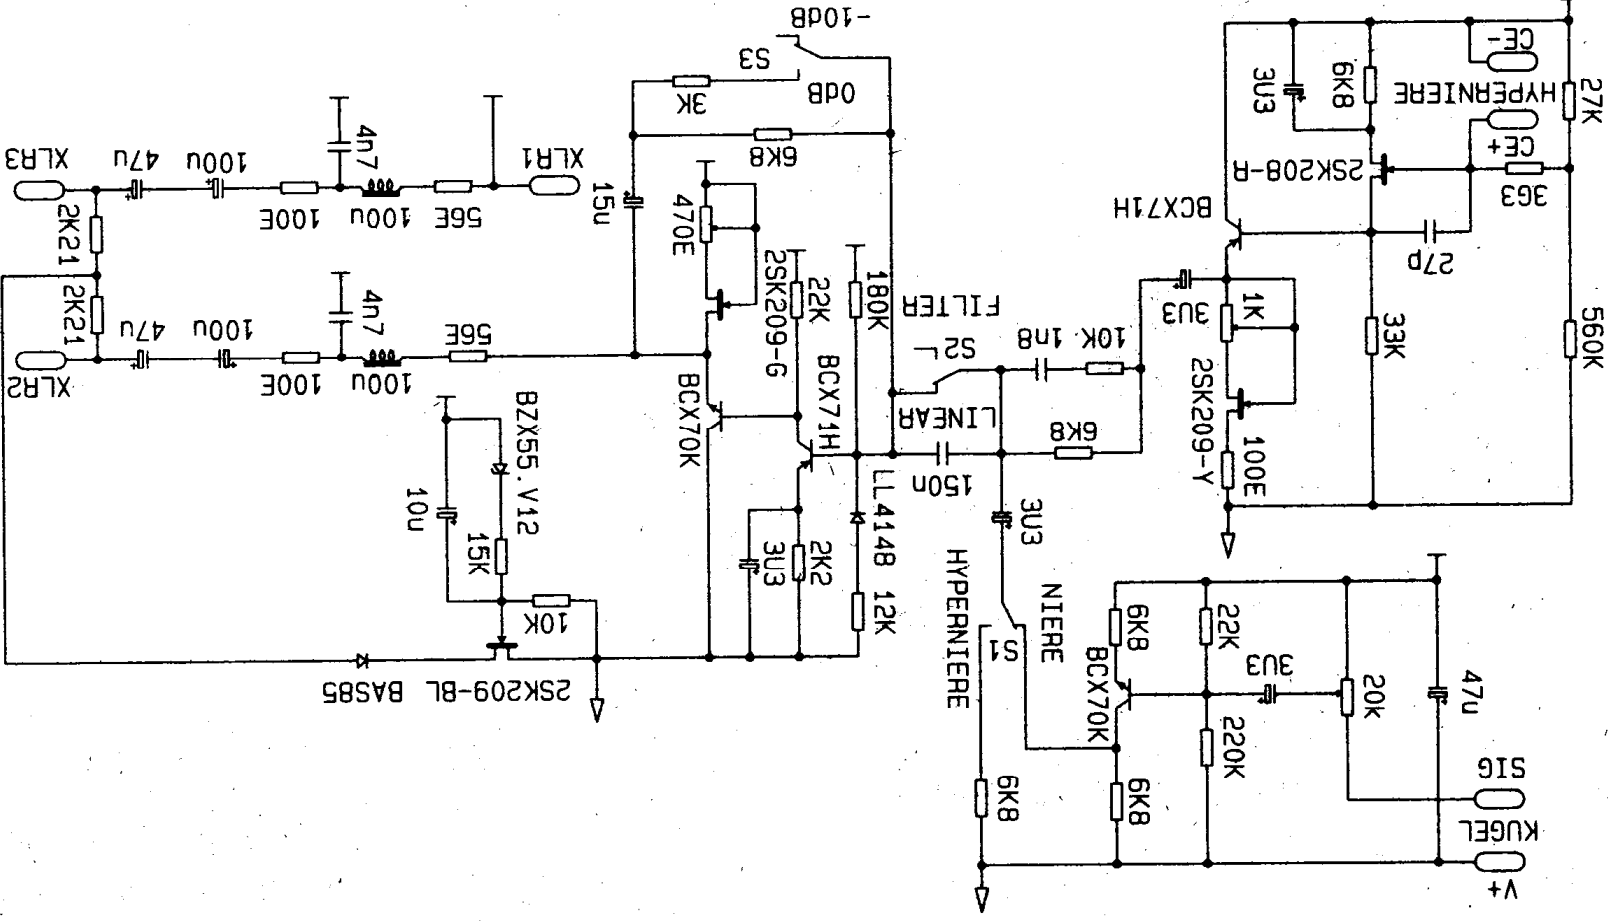 -10dB
S3
0dB
3K
6K8
15u
470E
2SK209-G
22K
180K
BCX71H
BCX70K
XLR3
47u
100u
100E
4n7
100u
56E
XLR1
2K21
2K21
47u
100u
100E
4n7
100u
56E
XLR2
BZX55.V12
10u
15K
10K
3U3
2K2
LL4148
12K
BAS85
2SK209-BL
FILTER
S2
LINEAR
150n
1n8
10K
6K8
3U3
HYPERNIERE
NIERE
S1
6K8
CE-
HYPERNIERE
CE+
3U3
6K8
27K
2SK208-R
3G3
BCX71H
27p
3U3
1K
33K
560K
2SK209-Y
100E
6K8
22K
BCX70K
3U3
20k
47u
220K
6K8
SIG
KUGEL
V+